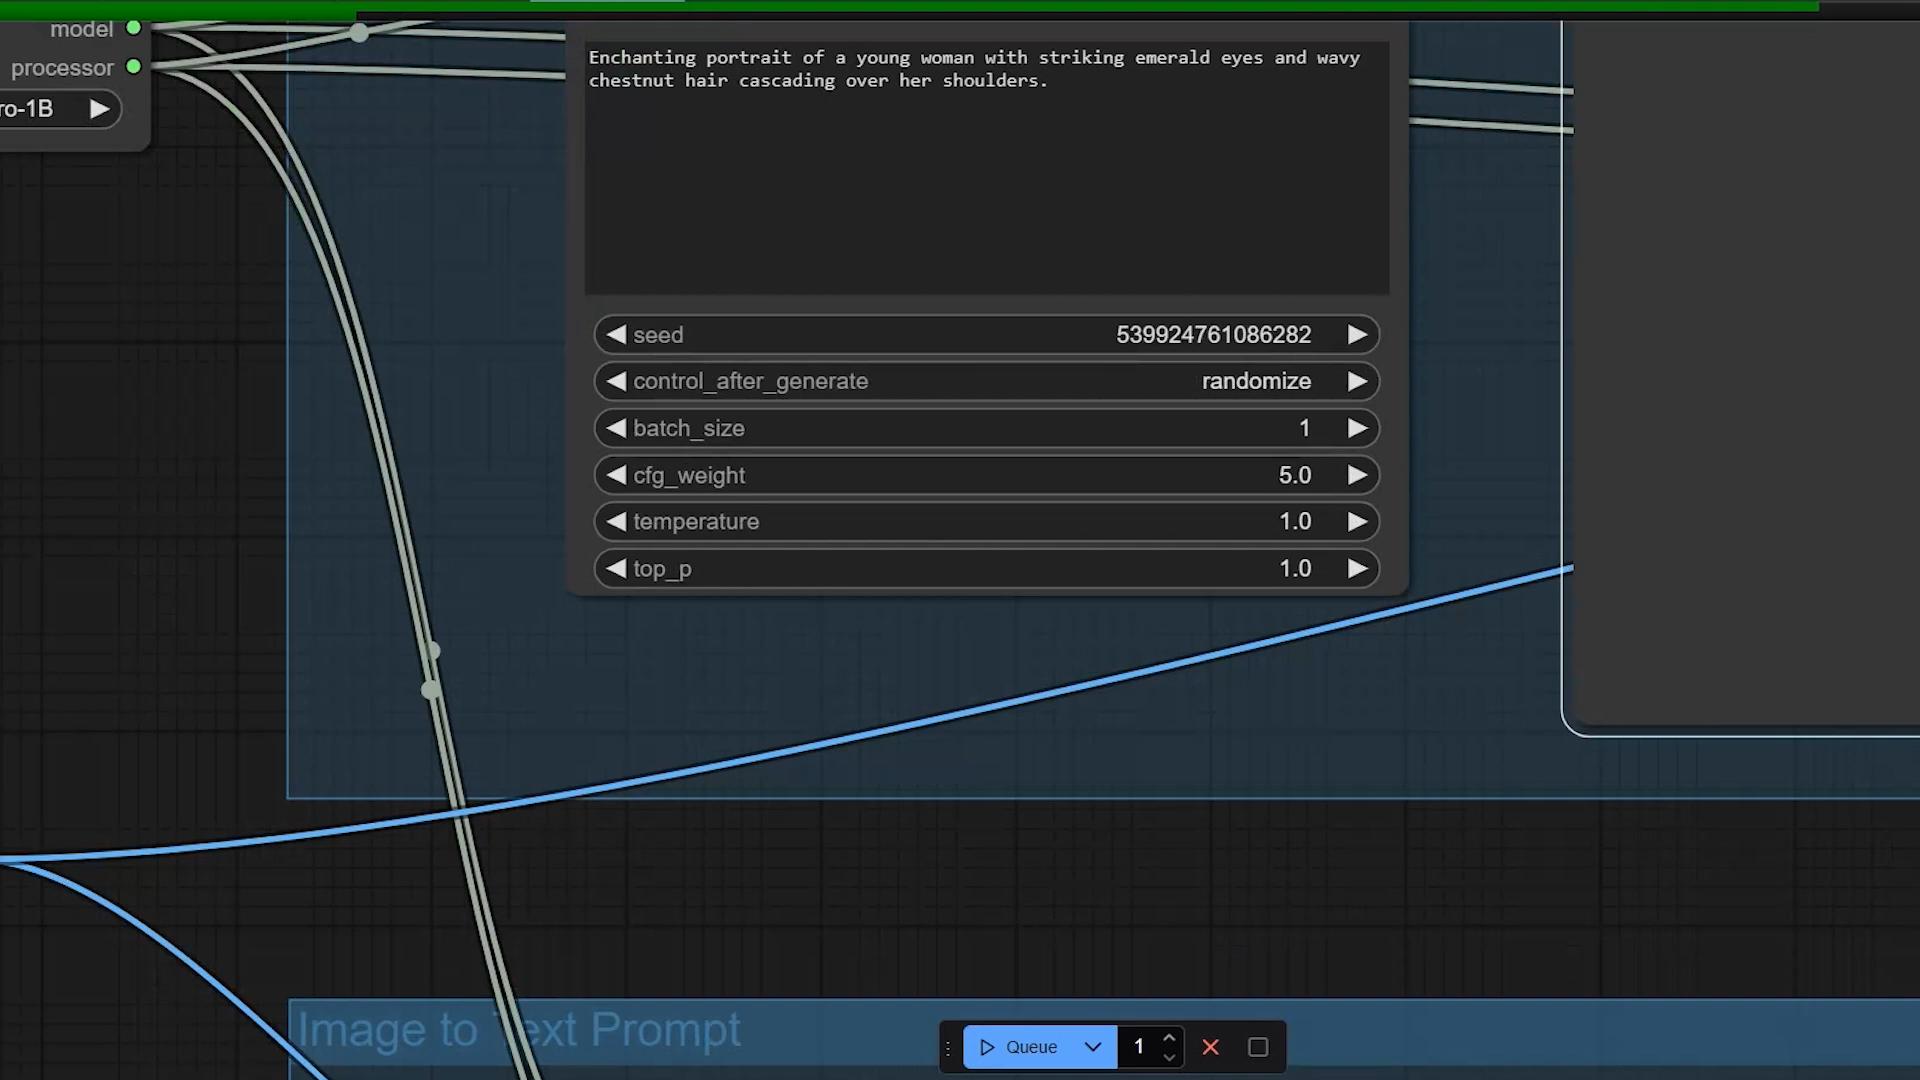 model
processor
ro-1B
Enchanting portrait of a young woman with striking emerald eyes and wavy
chestnut hair cascading over her shoulders.
seed 539924761086282
control_after_generate randomize
batch_size 1
cfg_weight 5.0
temperature 1.0
top_p 1.0
Image to Text Prompt
Queue 1